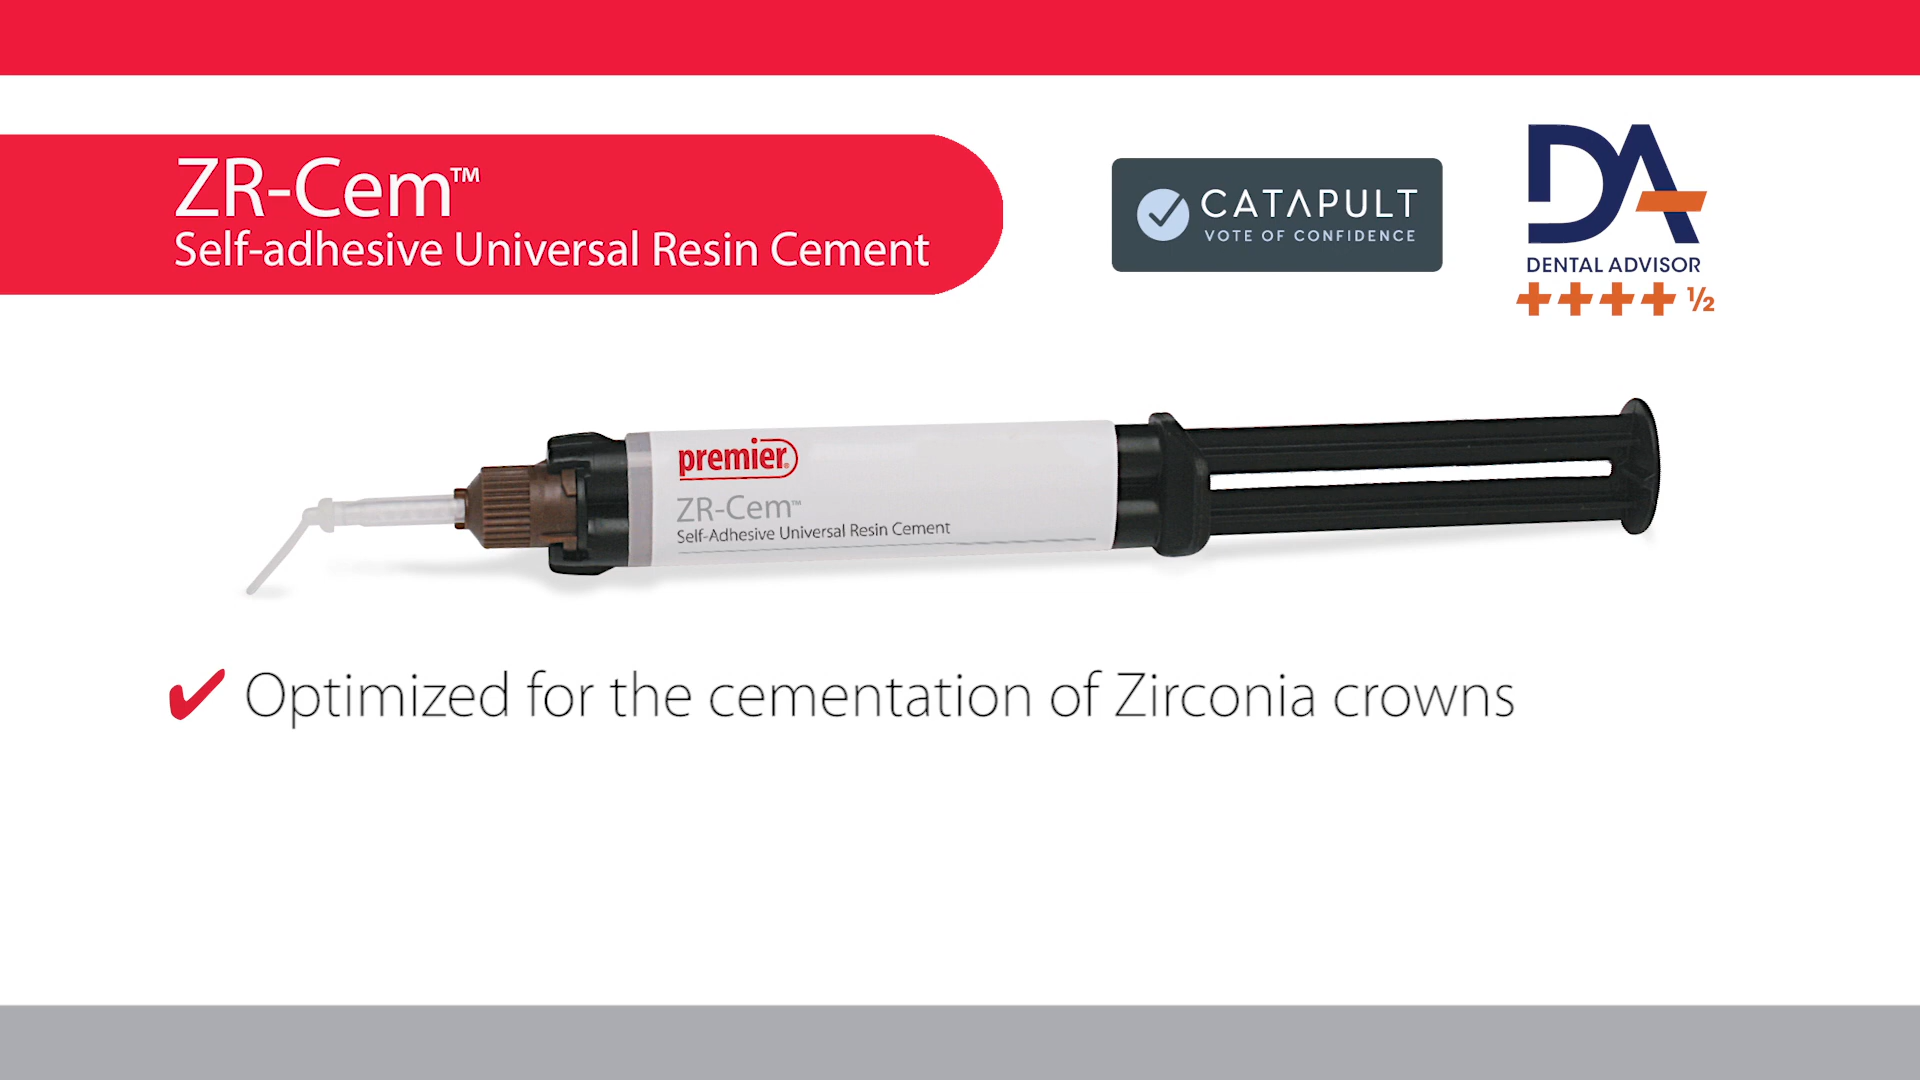 ZR-Cem™
Self-adhesive Universal Resin Cement
CATAPULT
VOTE OF CONFIDENCE
DA
DENTAL ADVISOR
++++ ½
premier®
ZR-Cem™
Self-Adhesive Universal Resin Cement
✔ Optimized for the cementation of Zirconia crowns